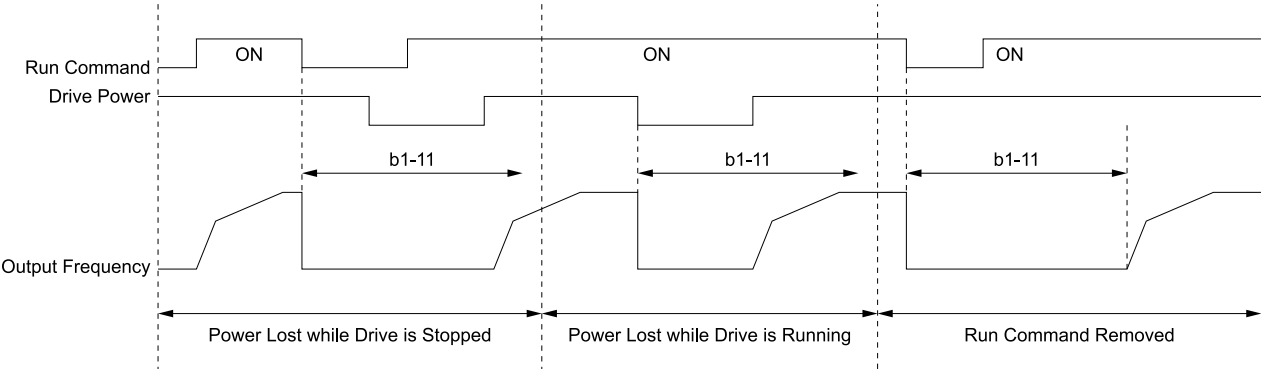 Run Command
ON
ON
ON
Drive Power
b1-11
b1-11
b1-11
Output Frequency
Power Lost while Drive is Stopped
Power Lost while Drive is Running
Run Command Removed